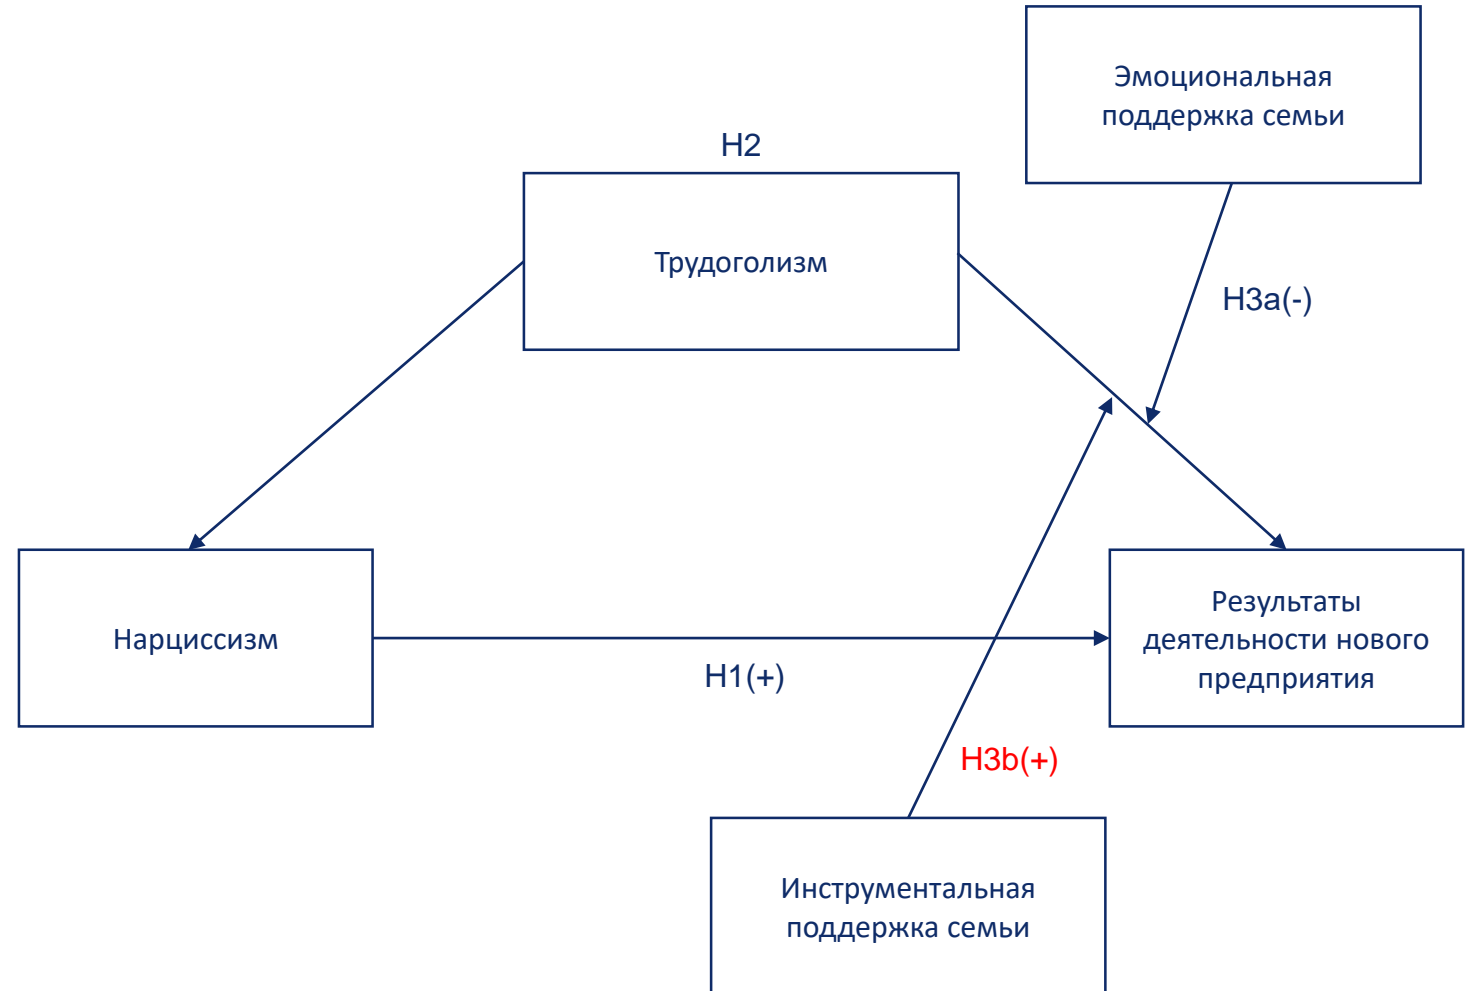 Эмоциональная
поддержка семьи
H2
Трудоголизм
H3a(-)
Нарциссизм
H1(+)
Результаты
деятельности нового
предприятия
H3b(+)
Инструментальная
поддержка семьи